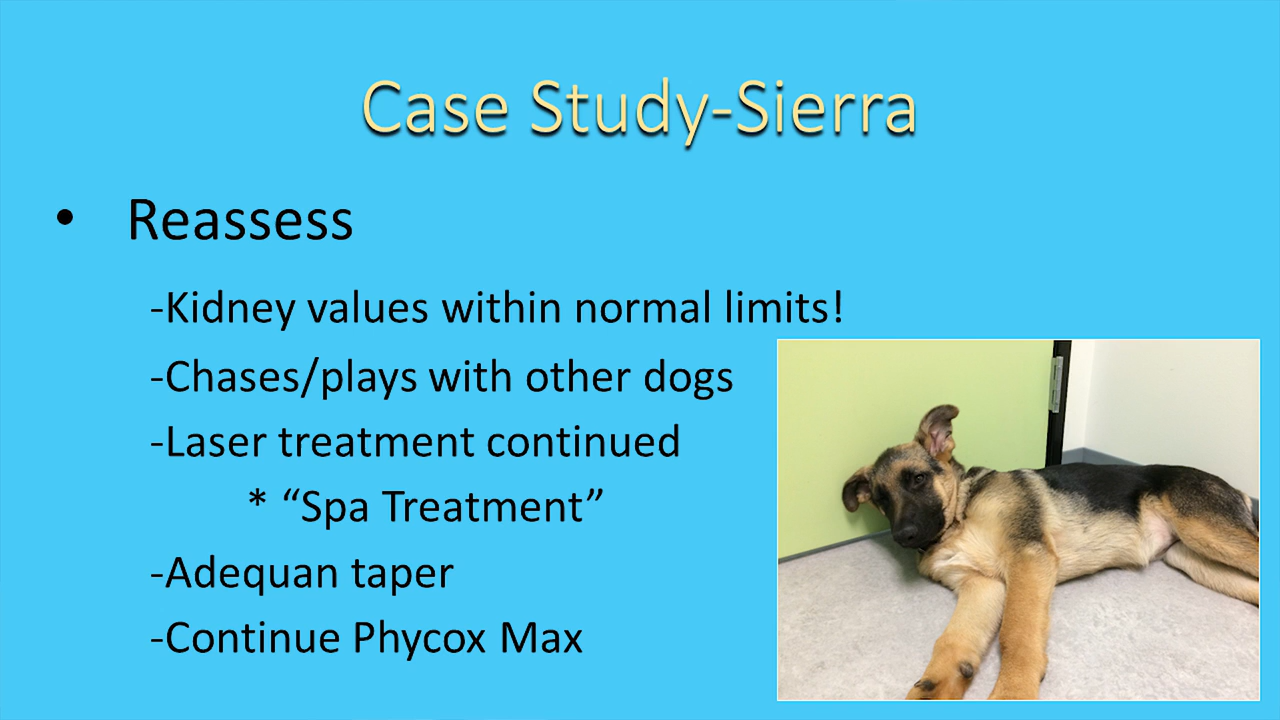 Case Study-Sierra
• Reassess
-Kidney values within normal limits!
-Chases/plays with other dogs
-Laser treatment continued
* “Spa Treatment”
-Adequan taper
-Continue Phycox Max